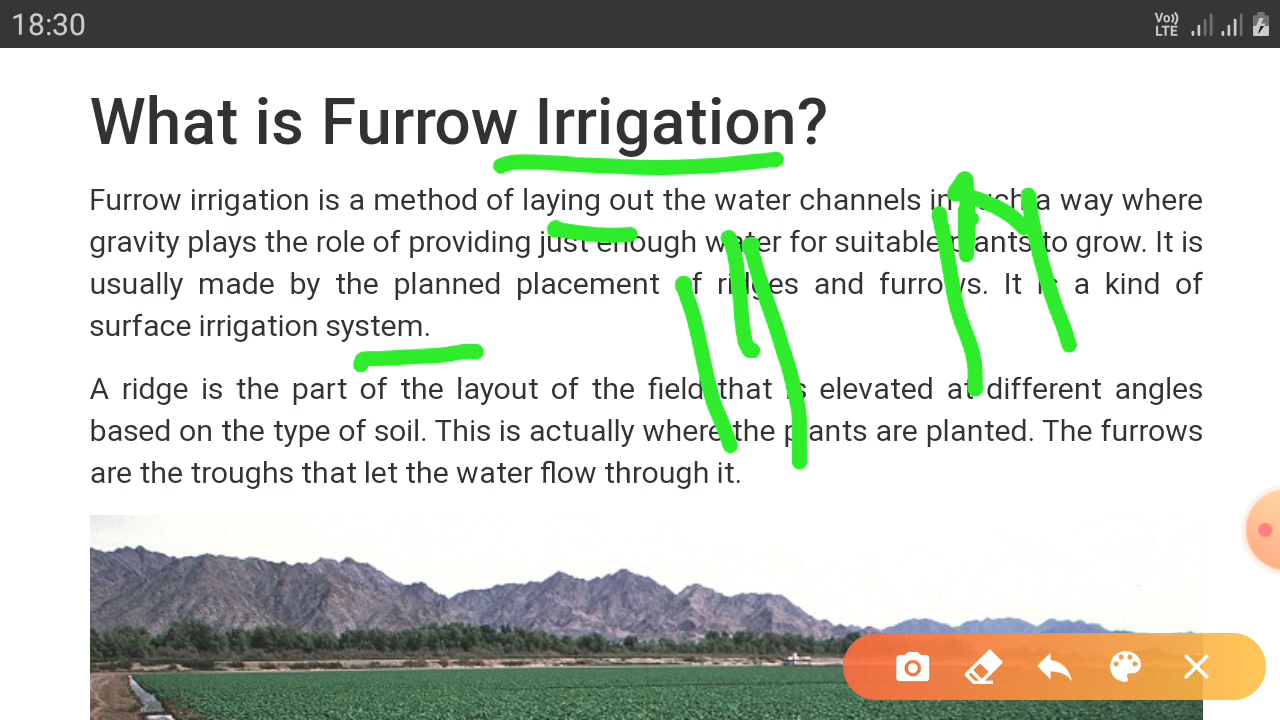 18:30
Vo)) LTE
What is Furrow Irrigation?
Furrow irrigation is a method of laying out the water channels in such a way where
gravity plays the role of providing just enough water for suitable plants to grow. It is
usually made by the planned placement of ridges and furrows. It is a kind of
surface irrigation system.
A ridge is the part of the layout of the field that is elevated at different angles
based on the type of soil. This is actually where the plants are planted. The furrows
are the troughs that let the water flow through it.